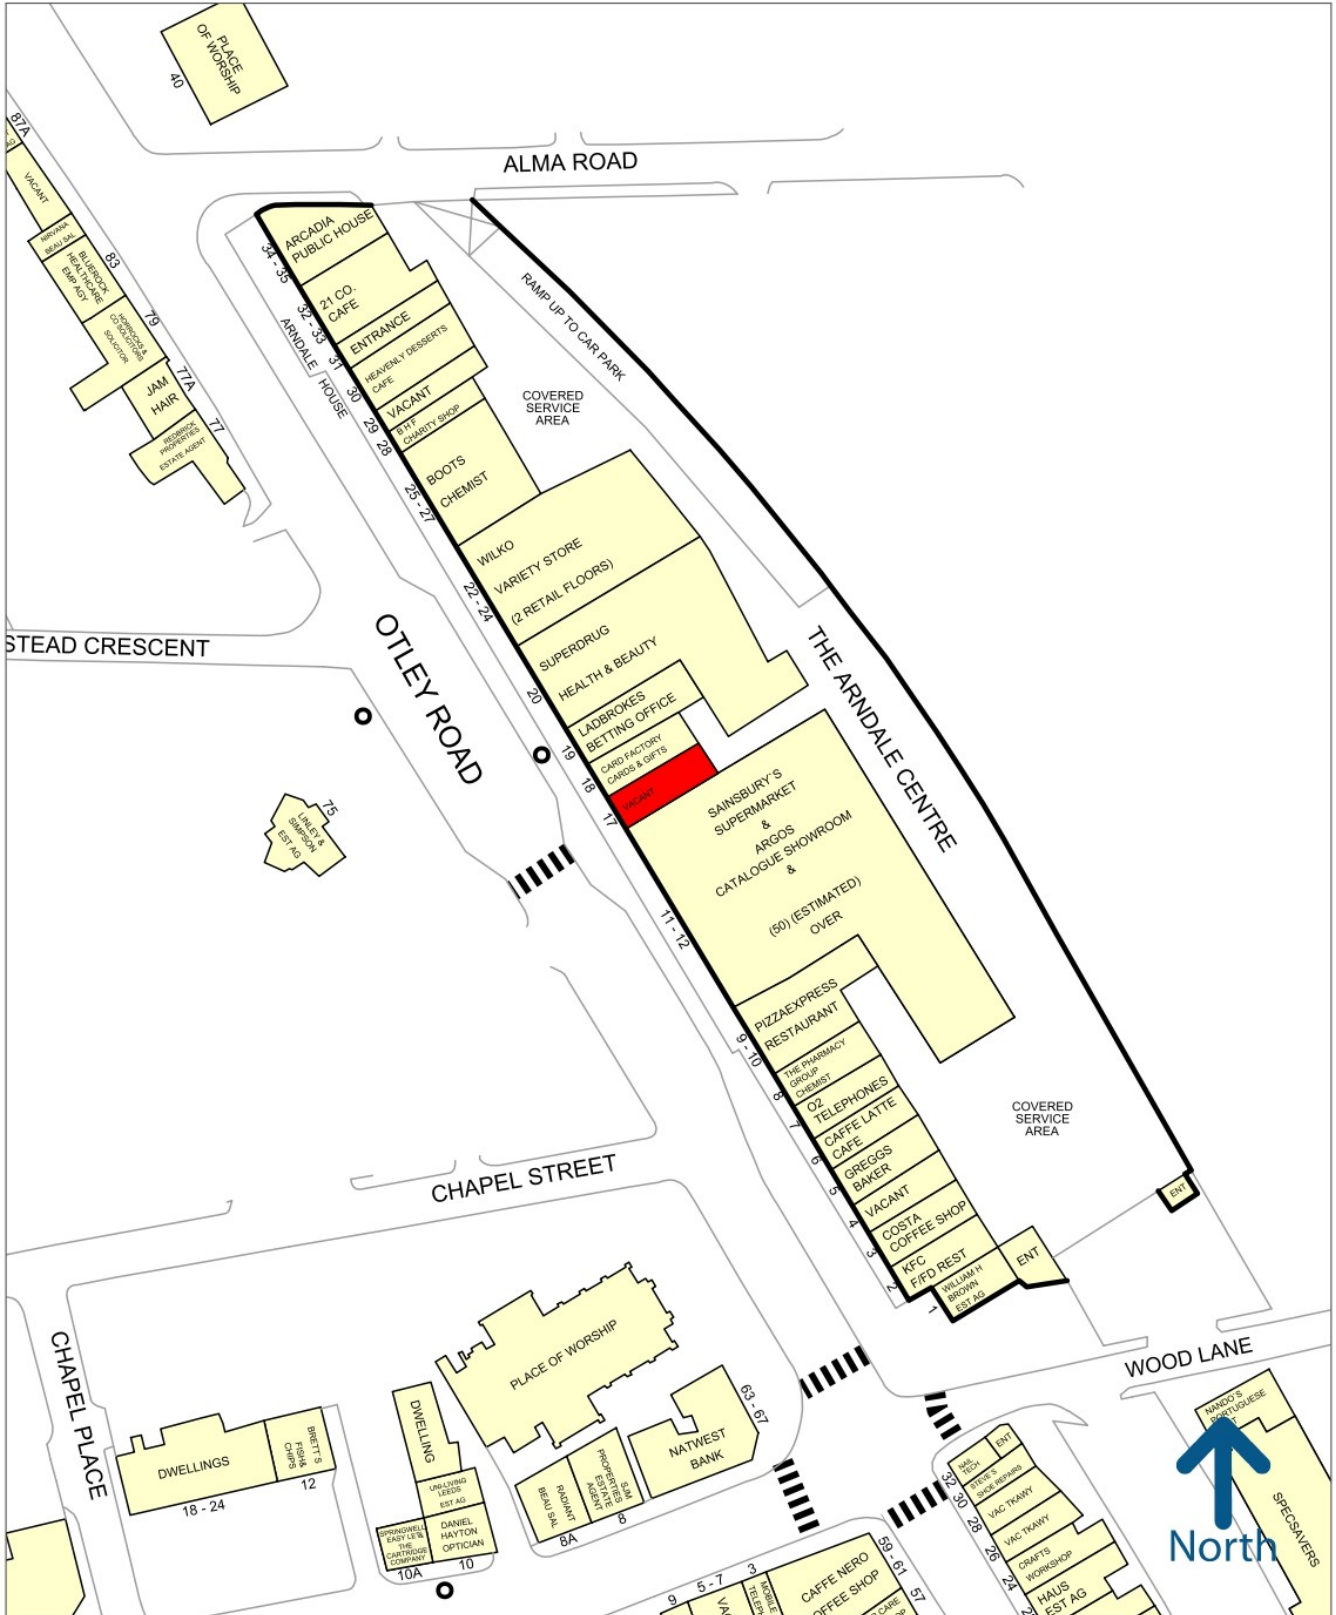 PLACE
OF WORSHIP
40
87A
VACANT
NIRVANA
BEAU SAL
83
BLUEROCK
HEALTHCARE
EMP AGY
79
HORROCKS &
CO SOLICITORS
SOLICITOR
77A
JAM
HAIR
77
REDBRICK
PROPERTIES
ESTATE AGENT
ALMA ROAD
ARCADIA
PUBLIC HOUSE
34 - 35
21 CO.
CAFE
32 - 33
ENTRANCE
31
HEAVENLY DESSERTS
CAFE
30
VACANT
29
B H F
CHARITY SHOP
28
ARNDALE
HOUSE
BOOTS
CHEMIST
25 - 27
COVERED
SERVICE
AREA
RAMP UP TO CAR PARK
WILKO
VARIETY STORE
(2 RETAIL FLOORS)
22 - 24
SUPERDRUG
HEALTH & BEAUTY
20
LADBROKES
BETTING OFFICE
19
CARD FACTORY
CARDS & GIFTS
18
VACANT
17
STEAD CRESCENT
OTLEY ROAD
THE ARNDALE CENTRE
75
LINLEY &
SIMPSON
EST AG
SAINSBURY'S
SUPERMARKET
&
ARGOS
CATALOGUE SHOWROOM
&
(50) (ESTIMATED)
OVER
11 - 12
PIZZAEXPRESS
RESTAURANT
9 - 10
THE PHARMACY
GROUP
CHEMIST
8
O2
TELEPHONES
7
CAFFE LATTE
CAFE
6
GREGGS
BAKER
5
VACANT
4
COSTA
COFFEE SHOP
3
KFC
F/FD REST
2
WILLIAM H
BROWN
EST AG
1
ENT
COVERED
SERVICE
AREA
ENT
CHAPEL STREET
WOOD LANE
CHAPEL PLACE
PLACE OF WORSHIP
63 - 67
NATWEST
BANK
DWELLINGS
18 - 24
BRETT'S
FISH&
CHIPS
12
DWELLING
UNI-LIVING
LEEDS
EST AG
SPRINGWELL
EASY LET&
THE
CARTRIDGE
COMPANY
10A
DANIEL
HAYTON
OPTICIAN
10
RADIANT
BEAU SAL
8A
SJM
PROPERTIES
ESTATE
AGENT
8
9
5 - 7
3
MOBILE
CAFFE NERO
59 - 61
57
NAIL
TECH
ENT
32
STEVE'S
SHOE REPAIRS
30
VAC TKAWY
28
VAC TKAWY
26
CRAFTS
WORKSHOP
24
HAUS
EST AG
NANDO'S
PORTUGUESE
SPECSAVERS
North